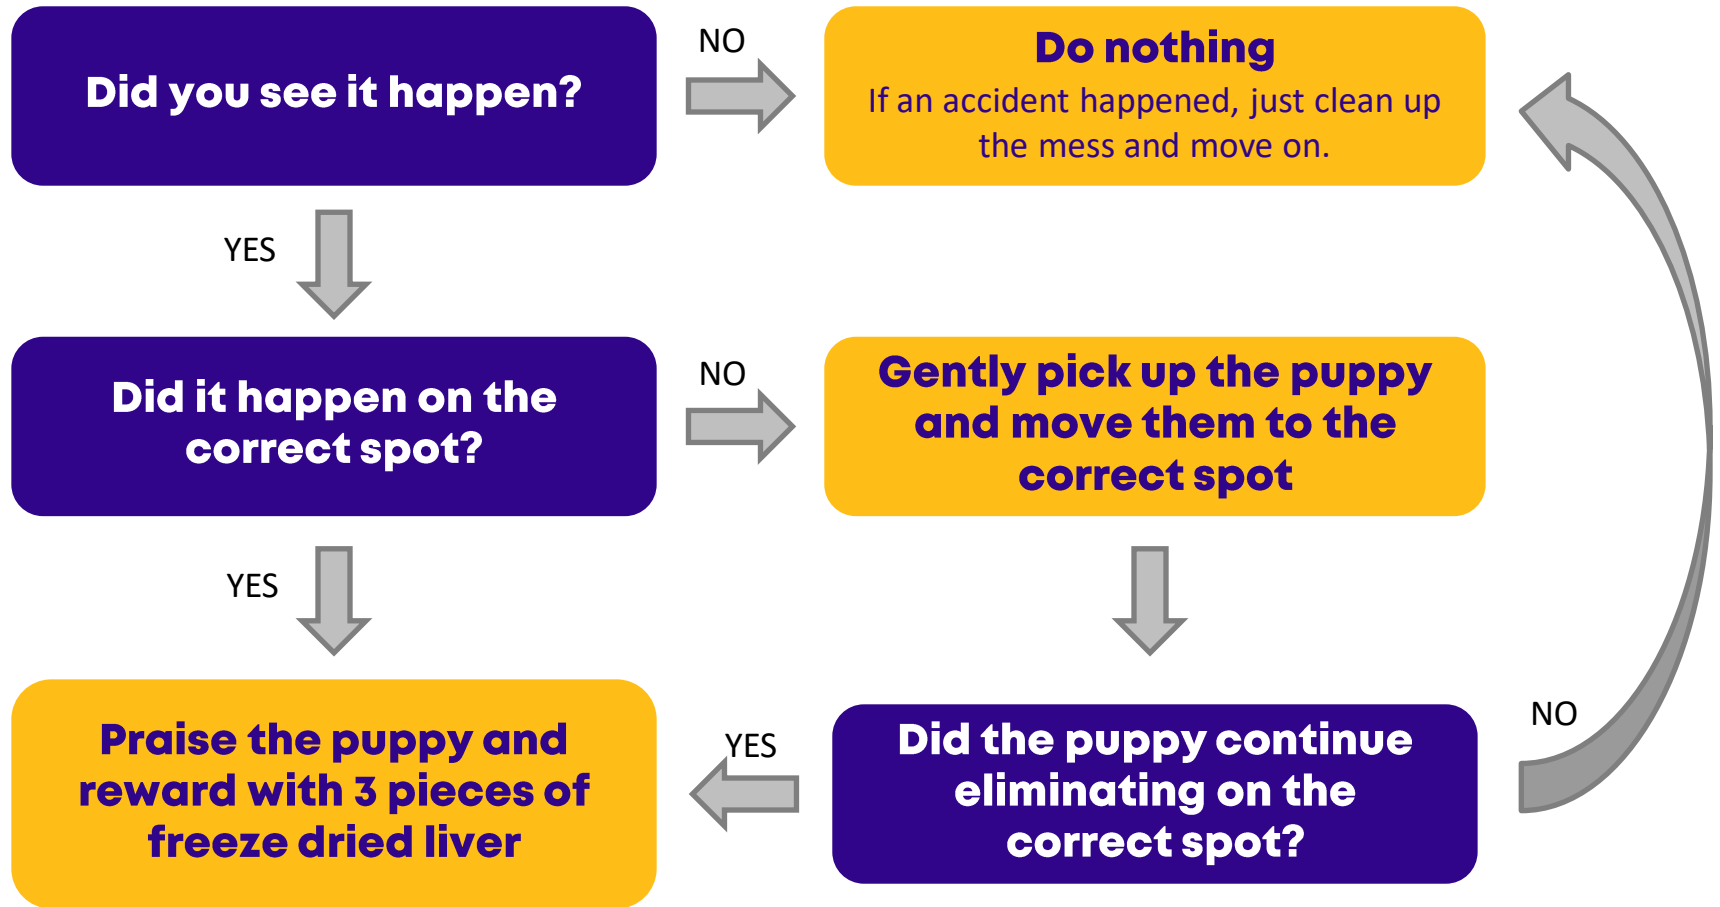 Did you see it happen?
NO
Do nothing
If an accident happened, just clean up
the mess and move on.
YES
Did it happen on the
correct spot?
NO
Gently pick up the puppy
and move them to the
correct spot
YES
Praise the puppy and
reward with 3 pieces of
freeze dried liver
YES
Did the puppy continue
eliminating on the
correct spot?
NO